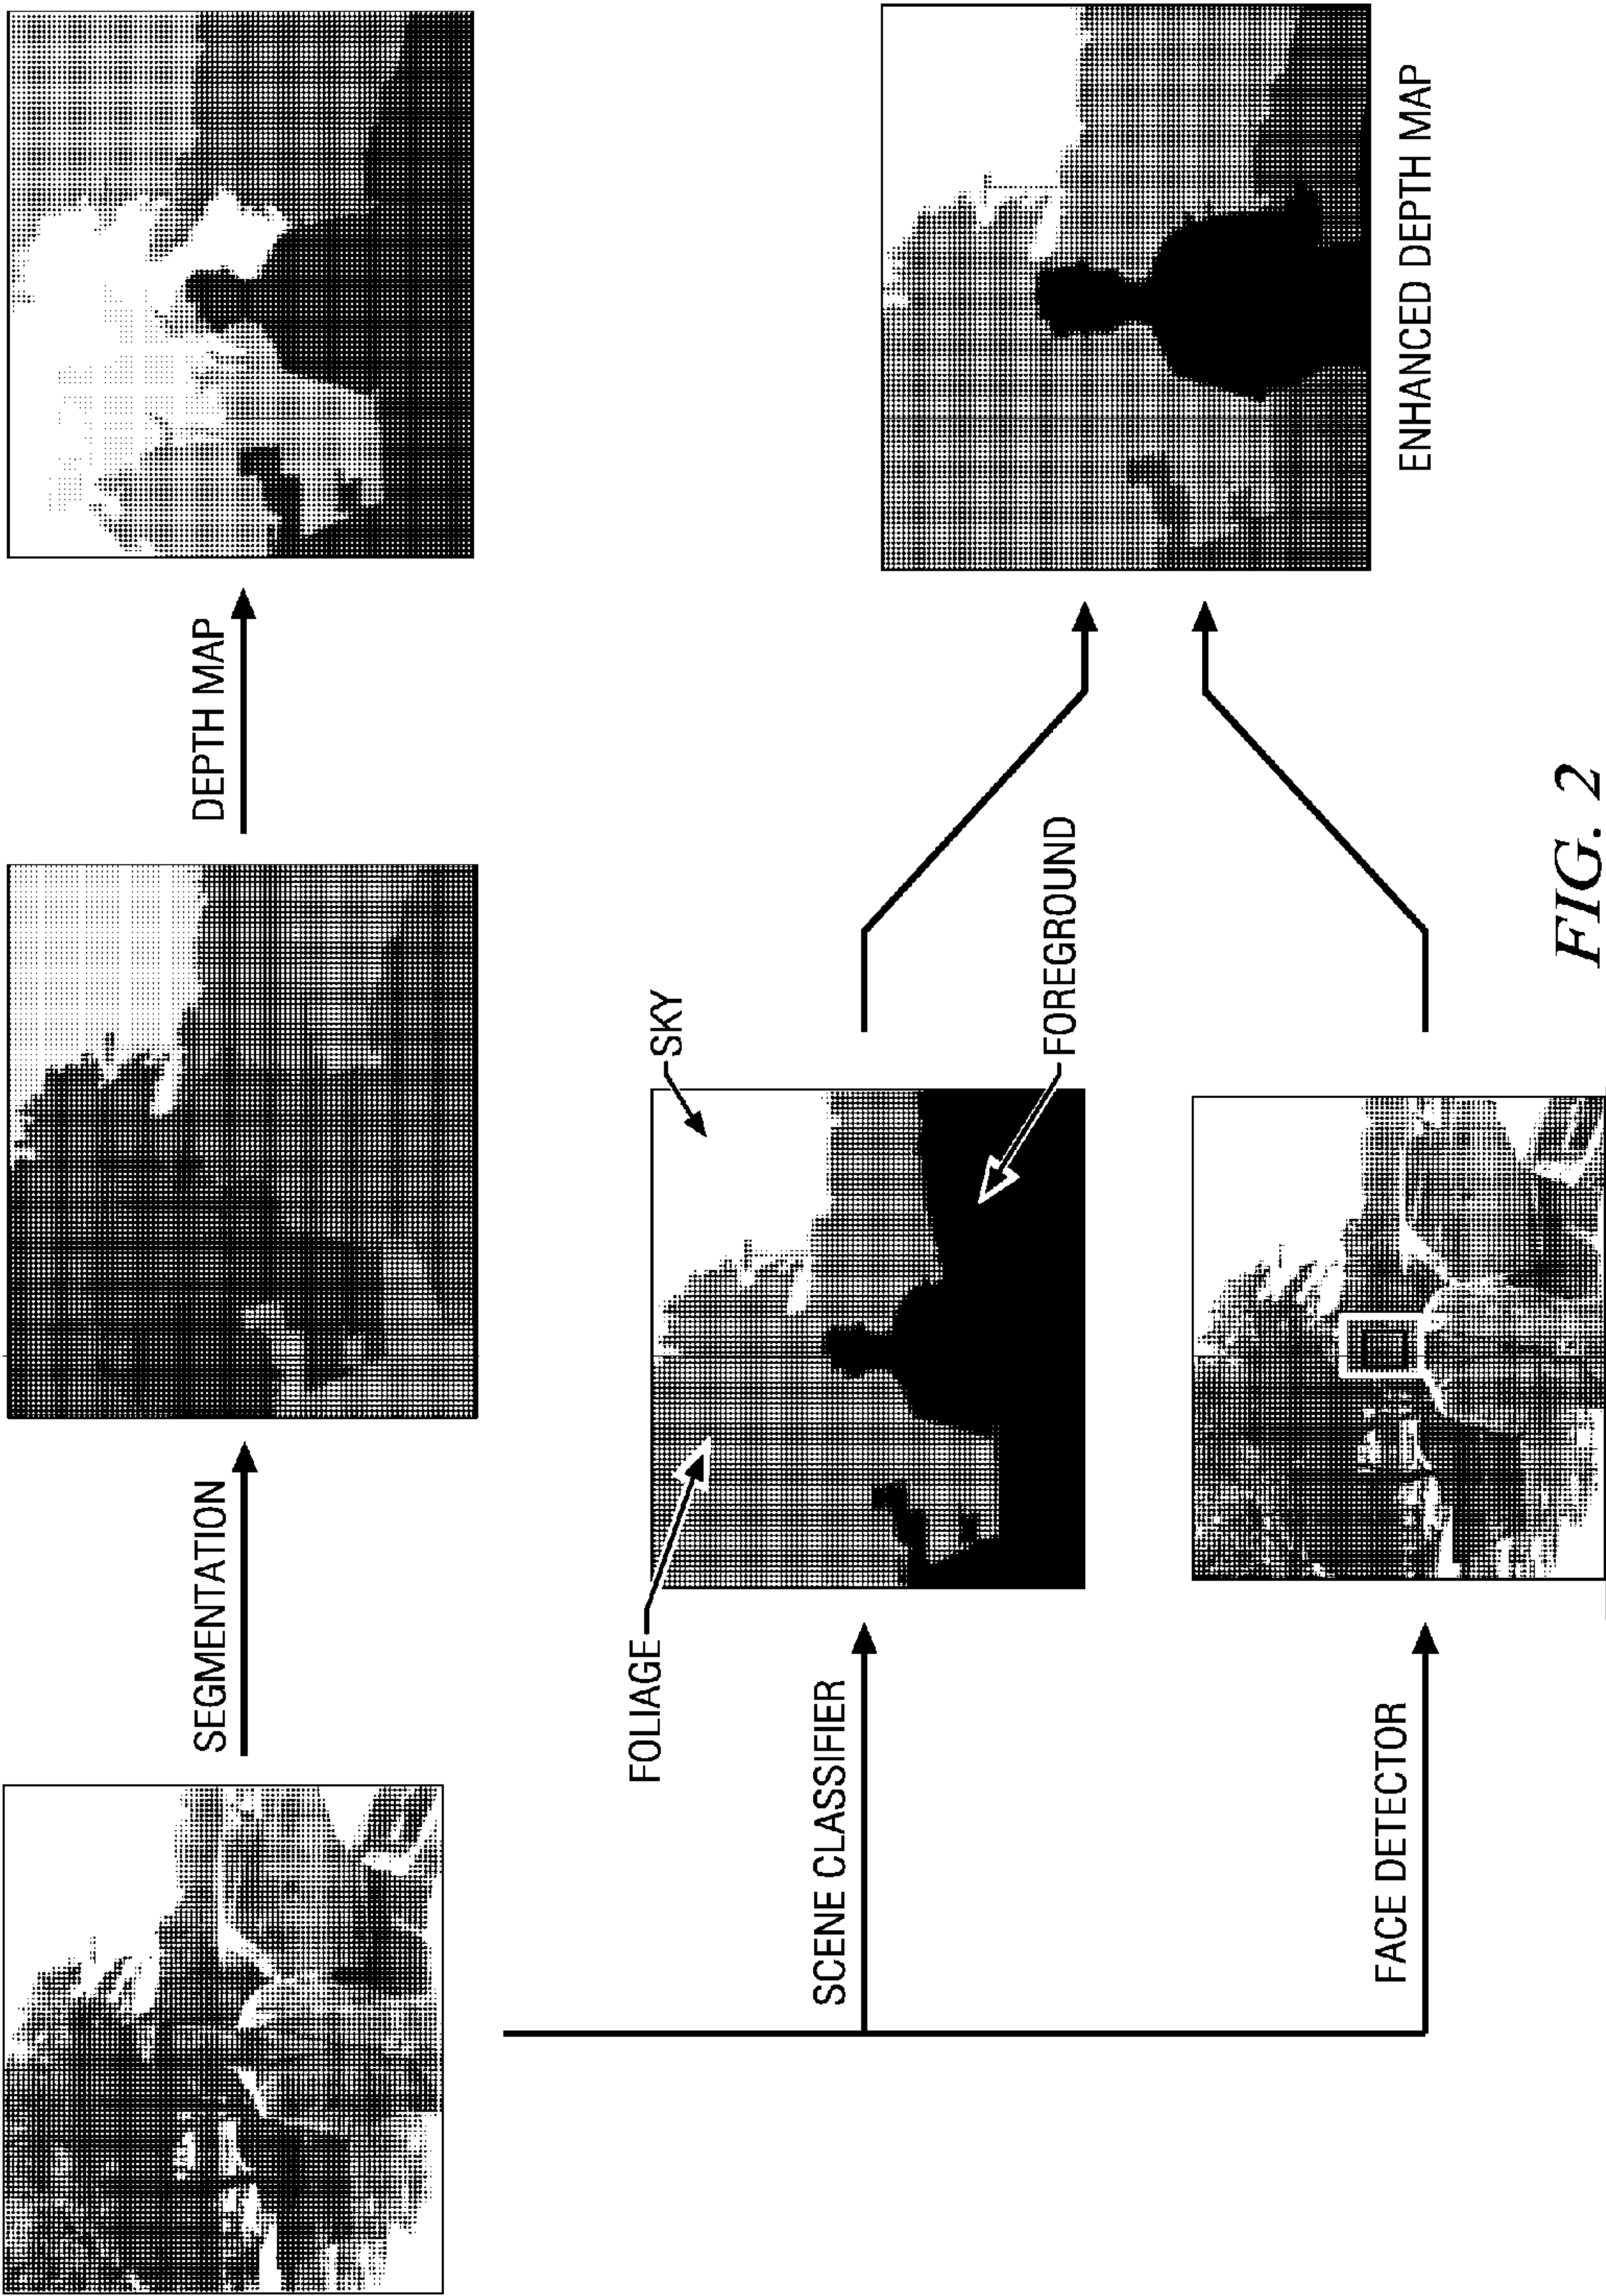 SEGMENTATION
DEPTH MAP
FOLIAGE
SKY
SCENE CLASSIFIER
FOREGROUND
FACE DETECTOR
ENHANCED DEPTH MAP
FIG. 2